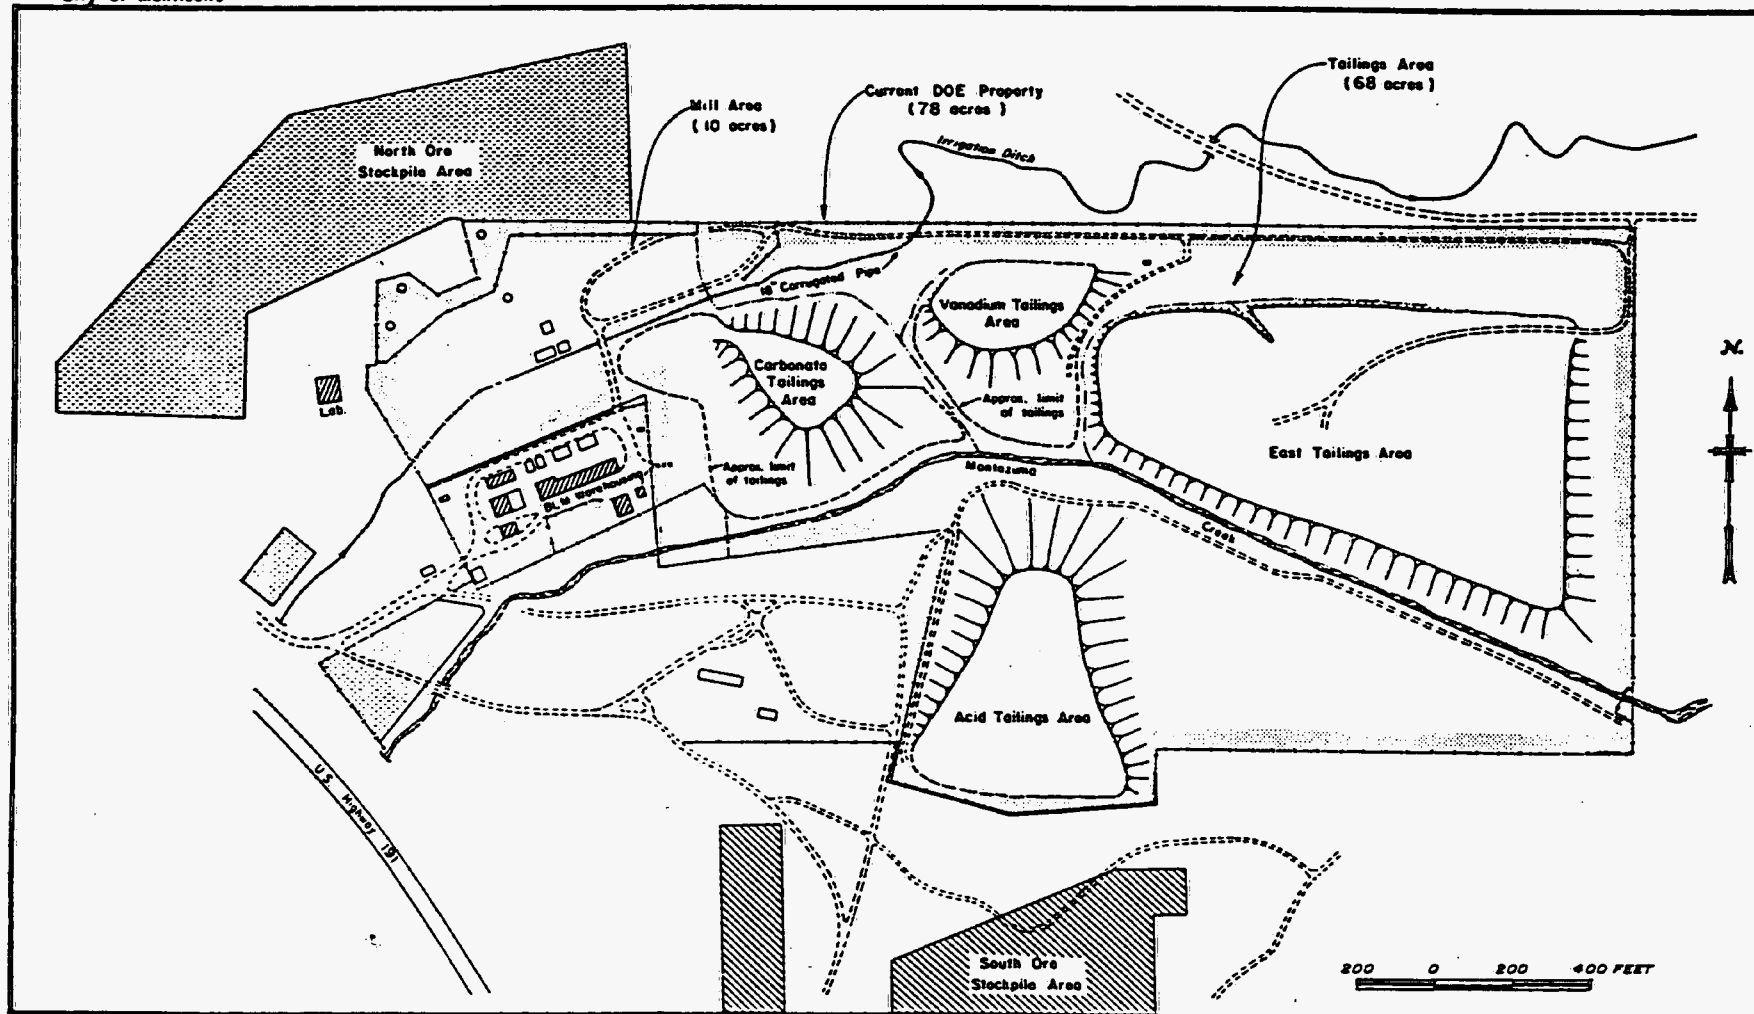 Tailings Area
(68 acres)
Current DOE Property
(78 acres)
Mill Area
(10 acres)
North Ore
Stockpile Area
Irrigation Ditch
18" Corrugated Pipe
Vanadium Tailings
Area
Carbonate
Tailings
Area
N.
Lab.
Approx. limit
of tailings
East Tailings Area
Approx. limit
of tailings
Montezuma
Creek
BLM Warehousing
Acid Tailings Area
U.S. Highway 191
South Ore
Stockpile Area
200 0 200 400 FEET